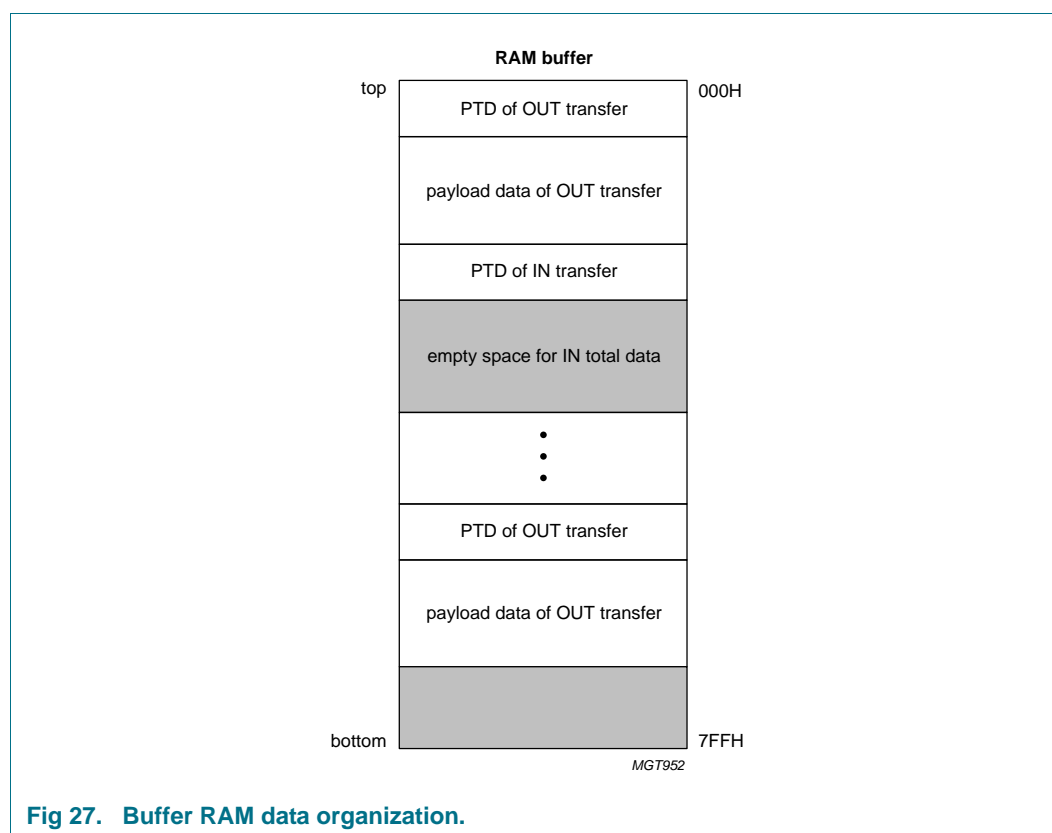 RAM buffer
top
000H
PTD of OUT transfer
payload data of OUT transfer
PTD of IN transfer
empty space for IN total data
PTD of OUT transfer
payload data of OUT transfer
bottom
7FFH
MGT952
Fig 27. Buffer RAM data organization.